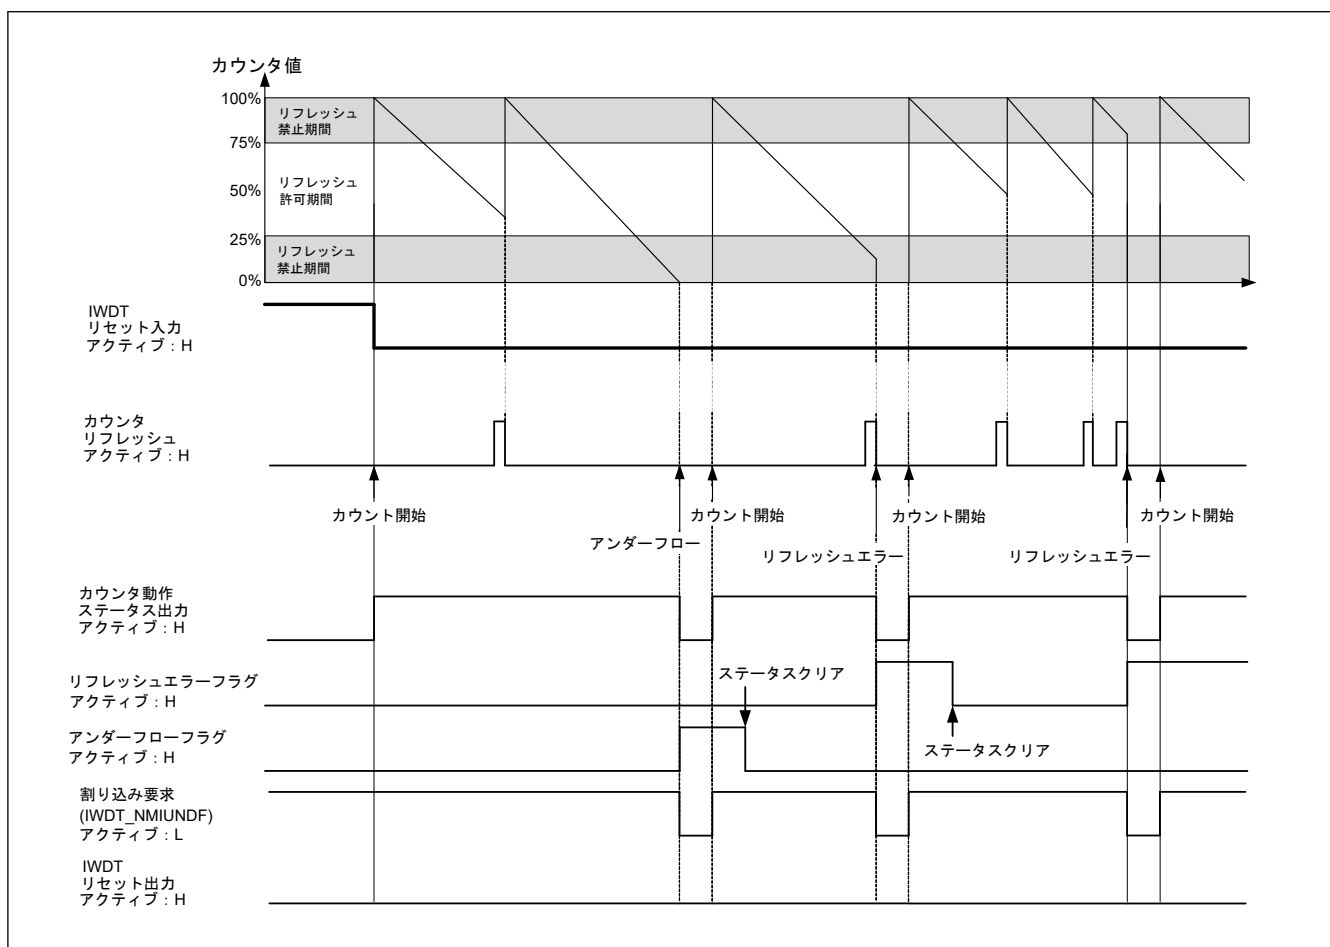 カウンタ値
100%
リフレッシュ
禁止期間
75%
リフレッシュ
50%
許可期間
25%
リフレッシュ
禁止期間
0%
IWDT
リセット入力
アクティブ：H
カウンタ
リフレッシュ
アクティブ：H
カウント開始
カウント開始
カウント開始
カウント開始
アンダーフロー
リフレッシュエラー
リフレッシュエラー
カウンタ動作
ステータス出力
アクティブ：H
ステータスクリア
リフレッシュエラーフラグ
アクティブ：H
アンダーフローフラグ
アクティブ：H
ステータスクリア
割り込み要求
(IWDT_NMIUNDF)
アクティブ：L
IWDT
リセット出力
アクティブ：H